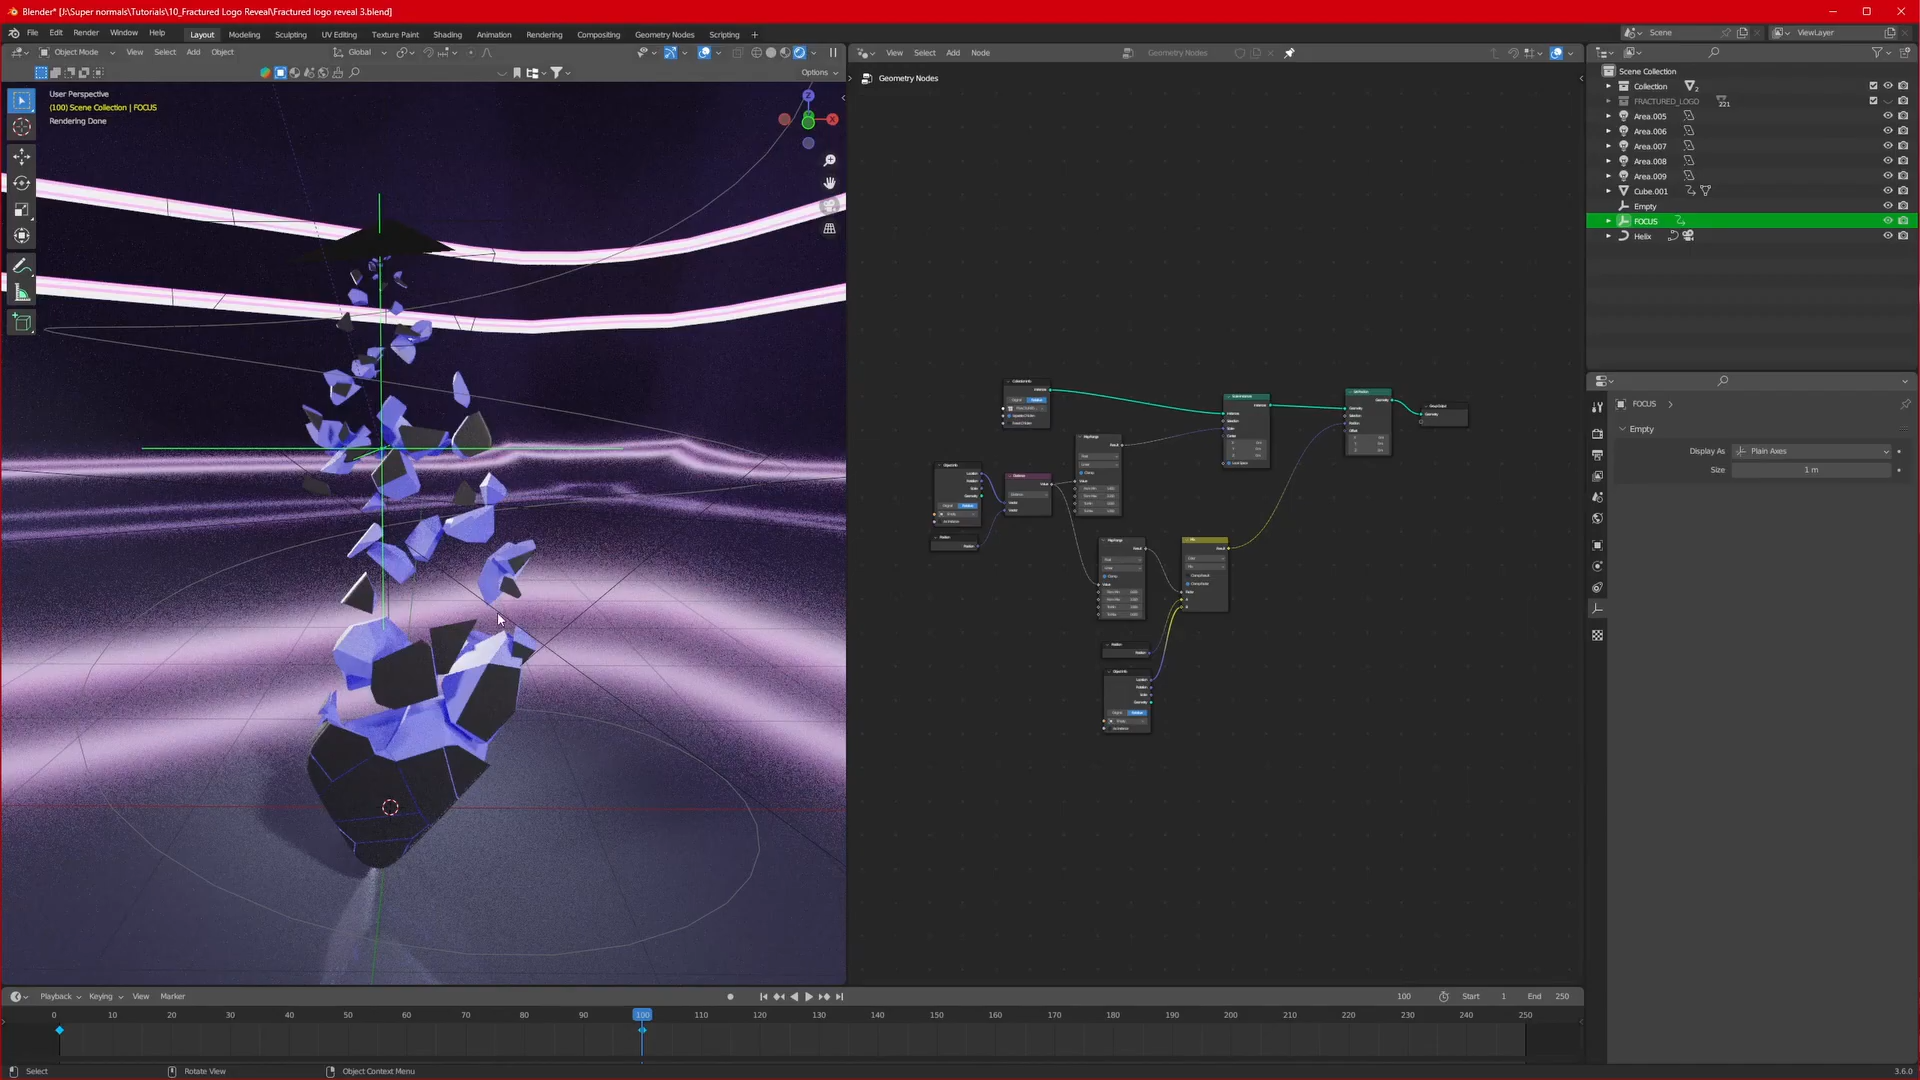 Blender* [J:\Super normals\Tutorials\10_Fractured Logo Reveal\Fractured logo reveal 3.blend]
File Edit Render Window Help Layout Modeling Sculpting UV Editing Texture Paint Shading Animation Rendering Compositing Geometry Nodes Scripting + Scene ViewLayer
Object Mode View Select Add Object Global View Select Add Node Geometry Nodes
Options
User Perspective
(100) Scene Collection | FOCUS
Rendering Done
Z
X
Geometry Nodes
Scene Collection
Collection 2
FRACTURED_LOGO 221
Area.005
Area.006
Area.007
Area.008
Area.009
Cube.001
Empty
FOCUS
Helix
FOCUS
Empty
Display As Plain Axes
Size 1 m
Playback Keying View Marker 100 Start 1 End 250
0 10 20 30 40 50 60 70 80 90 100 110 120 130 140 150 160 170 180 190 200 210 220 230 240 250
Select Rotate View Object Context Menu 3.6.0